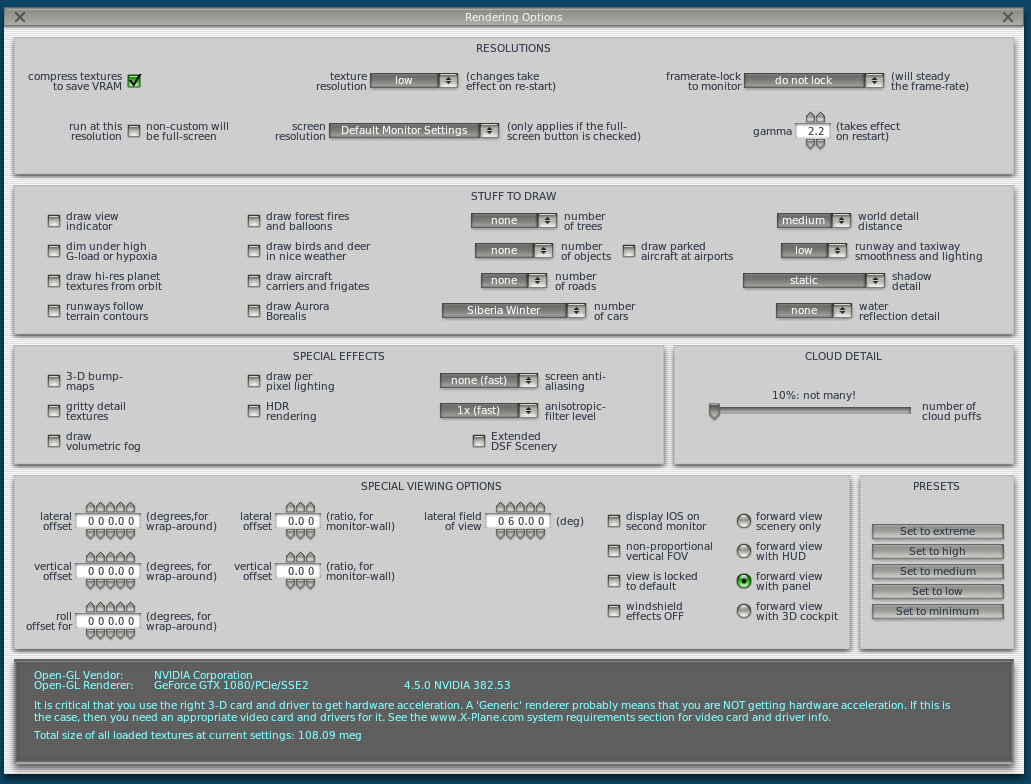 Rendering Options
RESOLUTIONS
compress textures
to save VRAM
texture
resolution
low
(changes take
effect on re-start)
framerate-lock
to monitor
do not lock
(will steady
the frame-rate)
run at this
resolution
non-custom will
be full-screen
screen
resolution
Default Monitor Settings
(only applies if the full-
screen button is checked)
gamma
2.2
(takes effect
on restart)
STUFF TO DRAW
draw view
indicator
draw forest fires
and balloons
none
number
of trees
medium
world detail
distance
dim under high
G-load or hypoxia
draw birds and deer
in nice weather
none
number
of objects
draw parked
aircraft at airports
low
runway and taxiway
smoothness and lighting
draw hi-res planet
textures from orbit
draw aircraft
carriers and frigates
none
number
of roads
static
shadow
detail
runways follow
terrain contours
draw Aurora
Borealis
Siberia Winter
number
of cars
none
water
reflection detail
SPECIAL EFFECTS
3-D bump-
maps
draw per
pixel lighting
none (fast)
screen anti-
aliasing
gritty detail
textures
HDR
rendering
1x (fast)
anisotropic-
filter level
draw
volumetric fog
Extended
DSF Scenery
CLOUD DETAIL
10%: not many!
number of
cloud puffs
SPECIAL VIEWING OPTIONS
lateral
offset
0 0 0.0 0
(degrees,for
wrap-around)
lateral
offset
0.0 0
(ratio, for
monitor-wall)
lateral field
of view
0 6 0.0 0
(deg)
vertical
offset
0 0 0.0 0
(degrees, for
wrap-around)
vertical
offset
0.0 0
(ratio, for
monitor-wall)
roll
offset for
0 0 0.0 0
(degrees, for
wrap-around)
display IOS on
second monitor
non-proportional
vertical FOV
view is locked
to default
windshield
effects OFF
forward view
scenery only
forward view
with HUD
forward view
with panel
forward view
with 3D cockpit
PRESETS
Set to extreme
Set to high
Set to medium
Set to low
Set to minimum
Open-GL Vendor: NVIDIA Corporation
Open-GL Renderer: GeForce GTX 1080/PCIe/SSE2 4.5.0 NVIDIA 382.53
It is critical that you use the right 3-D card and driver to get hardware acceleration. A 'Generic' renderer probably means that you are NOT getting hardware acceleration. If this is
the case, then you need an appropriate video card and drivers for it. See the www.X-Plane.com system requirements section for video card and driver info.
Total size of all loaded textures at current settings: 108.09 meg